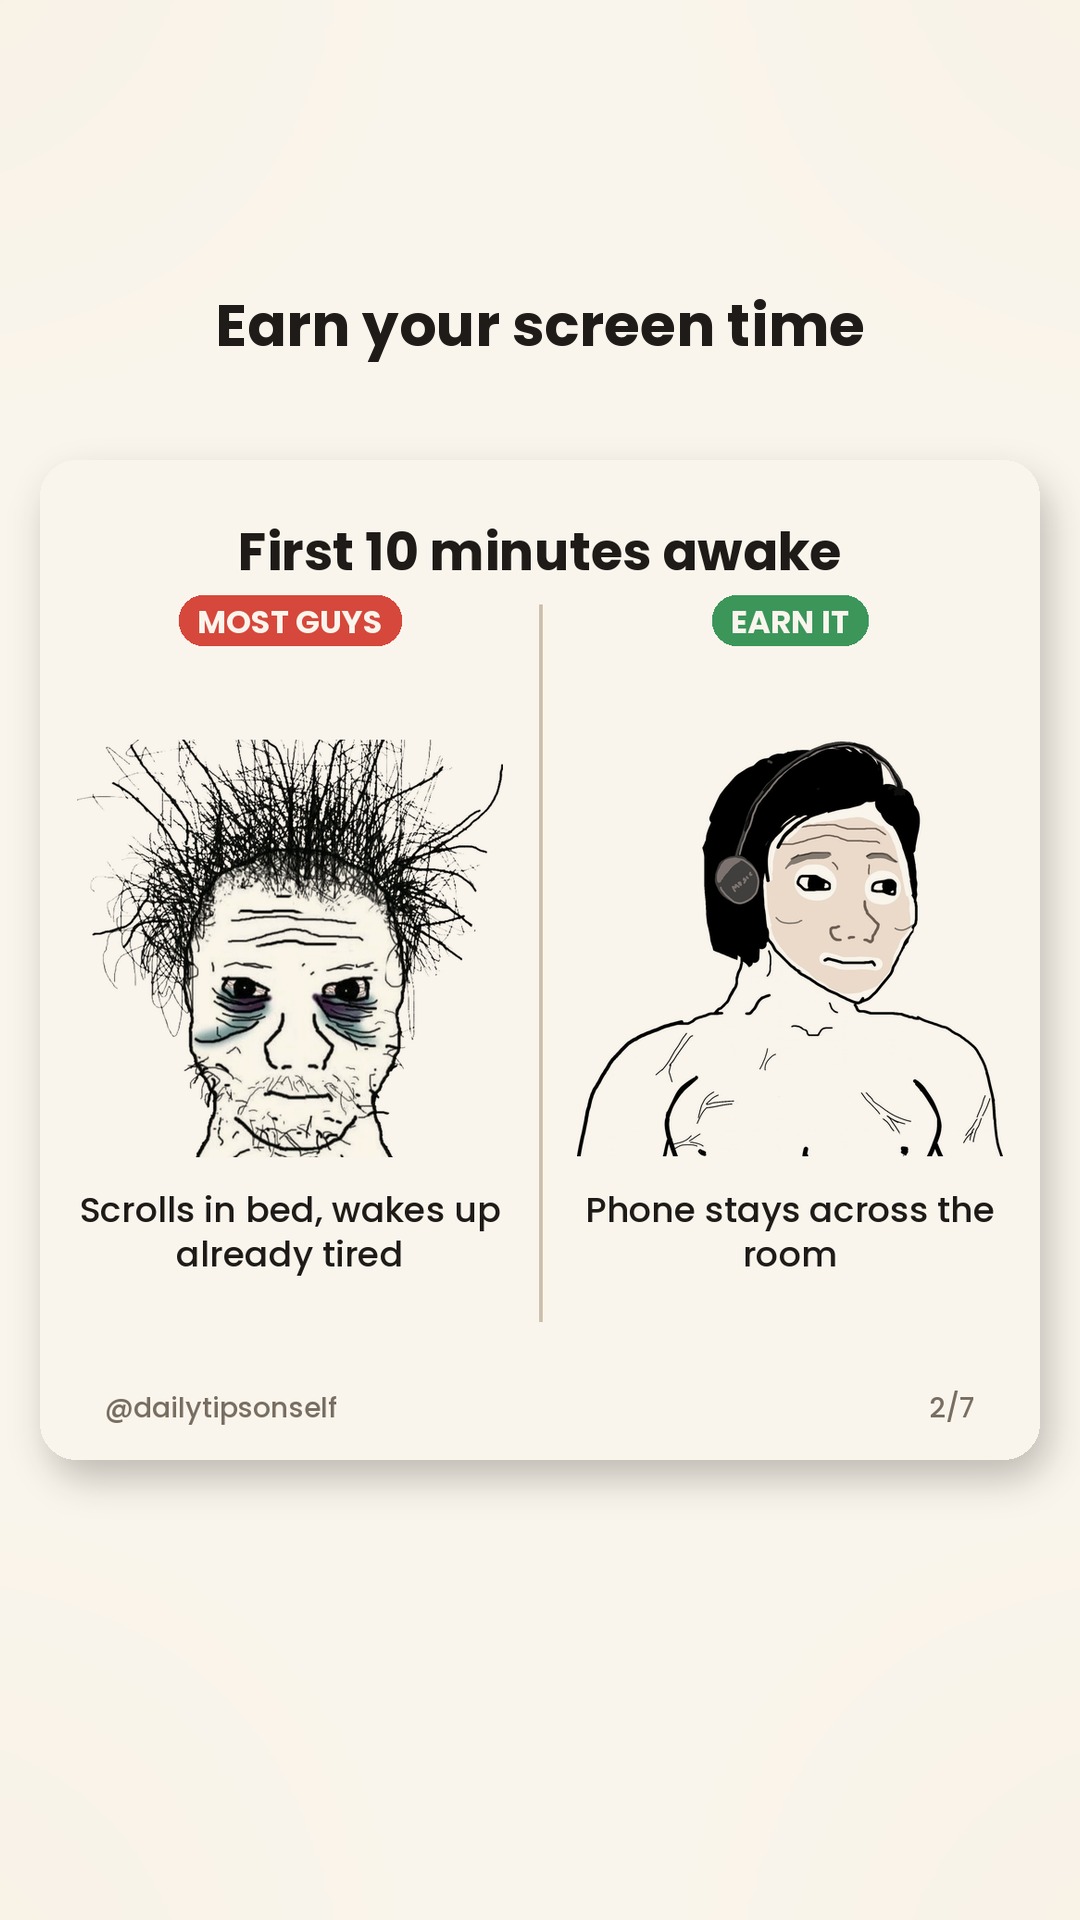 Earn your screen time
First 10 minutes awake
MOST GUYS
EARN IT
Scrolls in bed, wakes up
already tired
Phone stays across the
room
@dailytipsonself
2/7